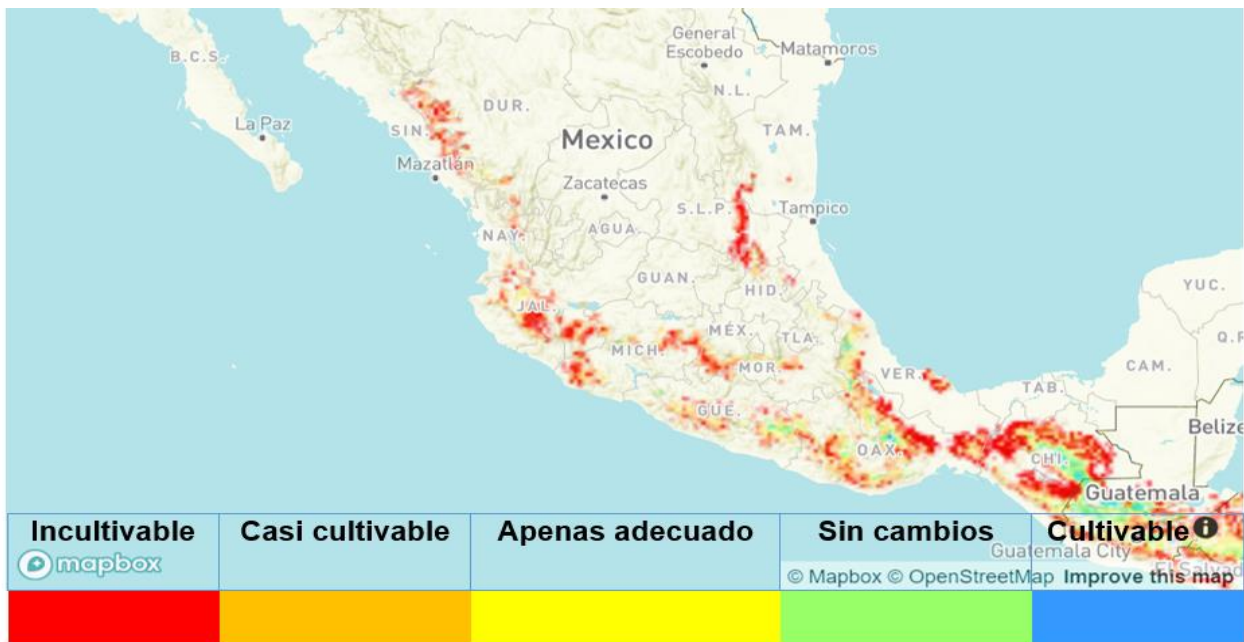 General
Escobedo
Matamoros
B.C.S.
N.L.
DUR.
La Paz
SIN.
Mexico
TAM.
Mazatlán
Zacatecas
S.L.P.
Tampico
AGUA.
NAY.
GUAN.
HID.
YUC.
JAL.
Q.R
MÉX.
TLA.
MICH.
MOR.
CAM.
VER.
TAB.
GUE.
Belize
OAX.
CHI.
Guatemala
Incultivable
Casi cultivable
Apenas adecuado
Sin cambios
Cultivable
Guatemala City
mapbox
El Salvad
© Mapbox © OpenStreetMap Improve this map